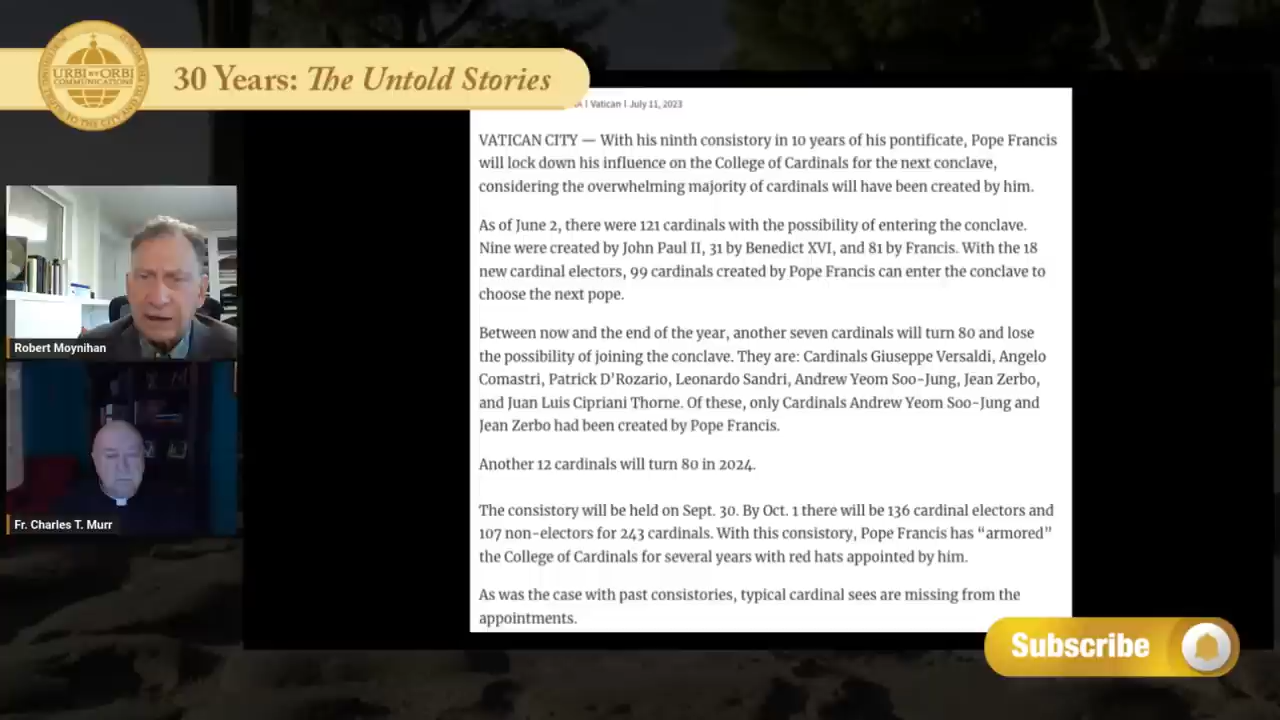 URBI ET ORBI
COMMUNICATIONS
30 Years: The Untold Stories
| Vatican | July 11, 2023
VATICAN CITY — With his ninth consistory in 10 years of his pontificate, Pope Francis
will lock down his influence on the College of Cardinals for the next conclave,
considering the overwhelming majority of cardinals will have been created by him.
As of June 2, there were 121 cardinals with the possibility of entering the conclave.
Nine were created by John Paul II, 31 by Benedict XVI, and 81 by Francis. With the 18
new cardinal electors, 99 cardinals created by Pope Francis can enter the conclave to
choose the next pope.
Between now and the end of the year, another seven cardinals will turn 80 and lose
the possibility of joining the conclave. They are: Cardinals Giuseppe Versaldi, Angelo
Comastri, Patrick D’Rozario, Leonardo Sandri, Andrew Yeom Soo-Jung, Jean Zerbo,
and Juan Luis Cipriani Thorne. Of these, only Cardinals Andrew Yeom Soo-Jung and
Jean Zerbo had been created by Pope Francis.
Another 12 cardinals will turn 80 in 2024.
The consistory will be held on Sept. 30. By Oct. 1 there will be 136 cardinal electors and
107 non-electors for 243 cardinals. With this consistory, Pope Francis has “armored”
the College of Cardinals for several years with red hats appointed by him.
As was the case with past consistories, typical cardinal sees are missing from the
appointments.
Robert Moynihan
Fr. Charles T. Murr
Subscribe